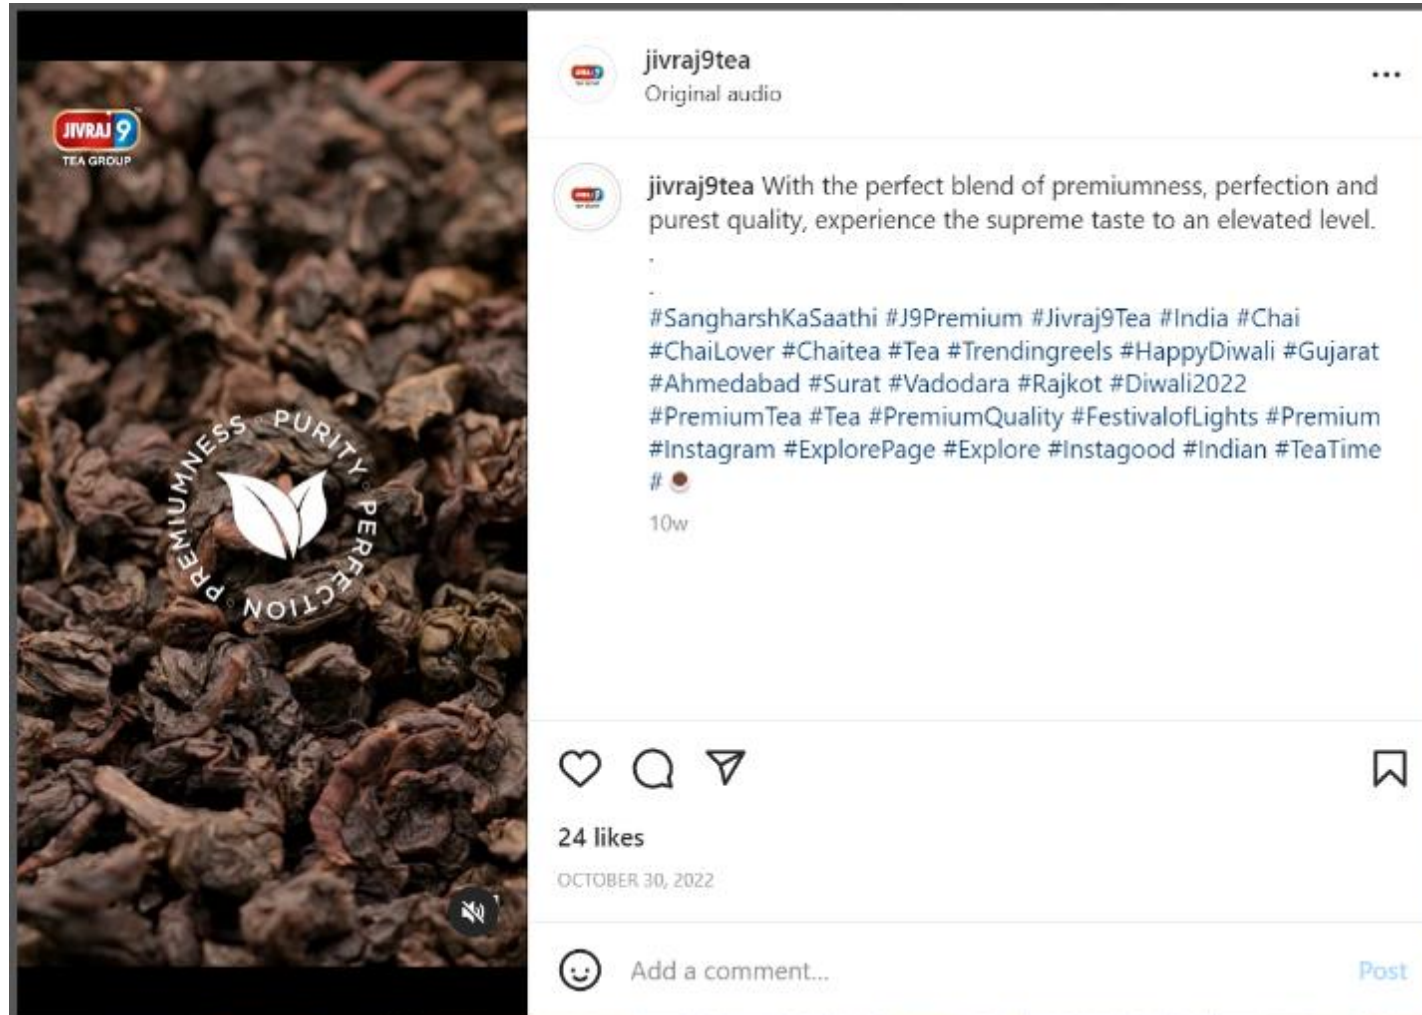 JIVRAJ 9
TEA GROUP
PREMIUMNESS PURITY PERFECTION
jivraj9tea
Original audio
jivraj9tea With the perfect blend of premiumness, perfection and
purest quality, experience the supreme taste to an elevated level.
.
.
#SangharshKaSaathi #J9Premium #Jivraj9Tea #India #Chai
#ChaiLover #Chaitea #Tea #Trendingreels #HappyDiwali #Gujarat
#Ahmedabad #Surat #Vadodara #Rajkot #Diwali2022
#PremiumTea #Tea #PremiumQuality #FestivalofLights #Premium
#Instagram #ExplorePage #Explore #Instagood #Indian #TeaTime
# ☕
10w
24 likes
OCTOBER 30, 2022
Add a comment...
Post